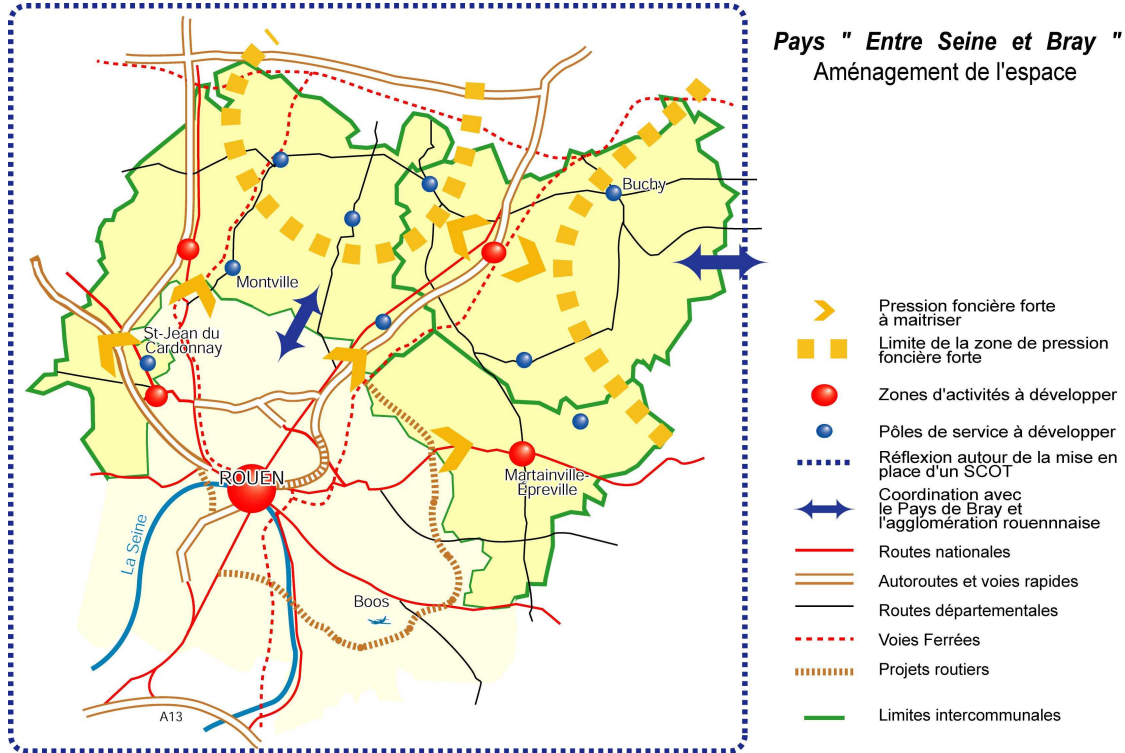 Pays " Entre Seine et Bray "
Aménagement de l'espace
Buchy
Montville
St-Jean du
Cardonnay
ROUEN
Martainville-
Epreville
La Seine
Boos
A13
Pression foncière forte
à maitriser
Limite de la zone de pression
foncière forte
Zones d'activités à développer
Pôles de service à développer
Réflexion autour de la mise en
place d'un SCOT
Coordination avec
le Pays de Bray et
l'agglomération rouennnaise
Routes nationales
Autoroutes et voies rapides
Routes départementales
Voies Ferrées
Projets routiers
Limites intercommunales